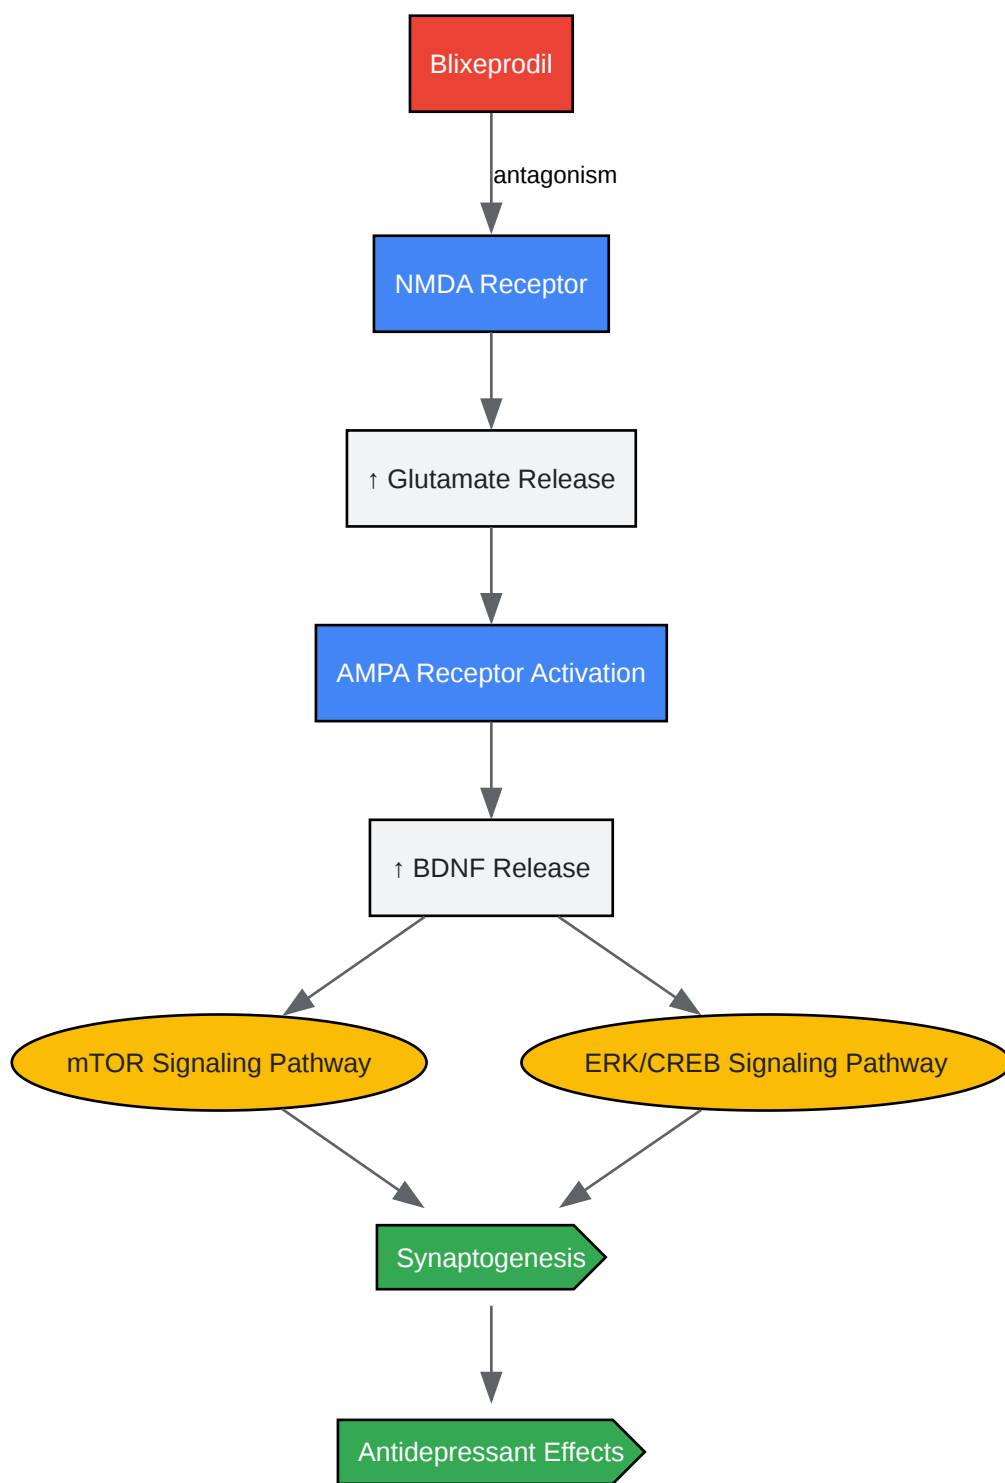 Blixeprodil
antagonism
NMDA Receptor
↑ Glutamate Release
AMPA Receptor Activation
↑ BDNF Release
mTOR Signaling Pathway
ERK/CREB Signaling Pathway
Synaptogenesis
Antidepressant Effects